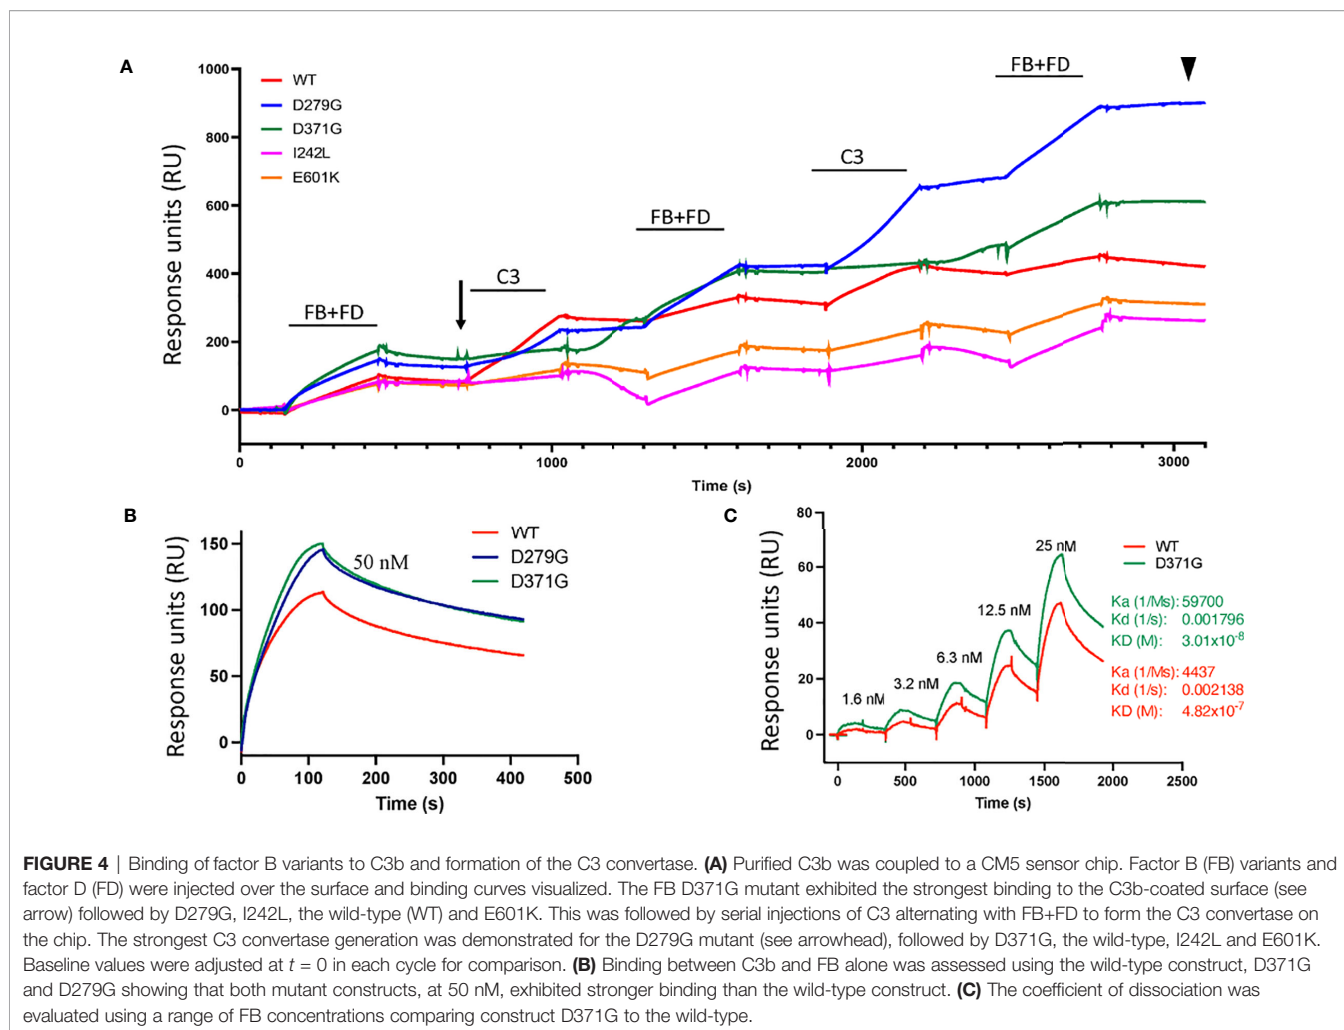 A
1000
800
600
400
200
0
Response units (RU)
WT
D279G
D371G
I242L
E601K
FB+FD
C3
FB+FD
C3
FB+FD
0
1000
2000
3000
Time (s)
B
150
100
50
0
Response units (RU)
WT
D279G
D371G
50 nM
0
100
200
300
400
500
Time (s)
C
80
60
40
20
0
Response units (RU)
1.6 nM
3.2 nM
6.3 nM
12.5 nM
25 nM
WT
D371G
Ka (1/Ms): 59700
Kd (1/s): 0.001796
KD (M): 3.01x10⁻⁸
Ka (1/Ms): 4437
Kd (1/s): 0.002138
KD (M): 4.82x10⁻⁷
0
500
1000
1500
2000
2500
Time (s)
FIGURE 4 | Binding of factor B variants to C3b and formation of the C3 convertase. (A) Purified C3b was coupled to a CM5 sensor chip. Factor B (FB) variants and
factor D (FD) were injected over the surface and binding curves visualized. The FB D371G mutant exhibited the strongest binding to the C3b-coated surface (see
arrow) followed by D279G, I242L, the wild-type (WT) and E601K. This was followed by serial injections of C3 alternating with FB+FD to form the C3 convertase on
the chip. The strongest C3 convertase generation was demonstrated for the D279G mutant (see arrowhead), followed by D371G, the wild-type, I242L and E601K.
Baseline values were adjusted at t = 0 in each cycle for comparison. (B) Binding between C3b and FB alone was assessed using the wild-type construct, D371G
and D279G showing that both mutant constructs, at 50 nM, exhibited stronger binding than the wild-type construct. (C) The coefficient of dissociation was
evaluated using a range of FB concentrations comparing construct D371G to the wild-type.